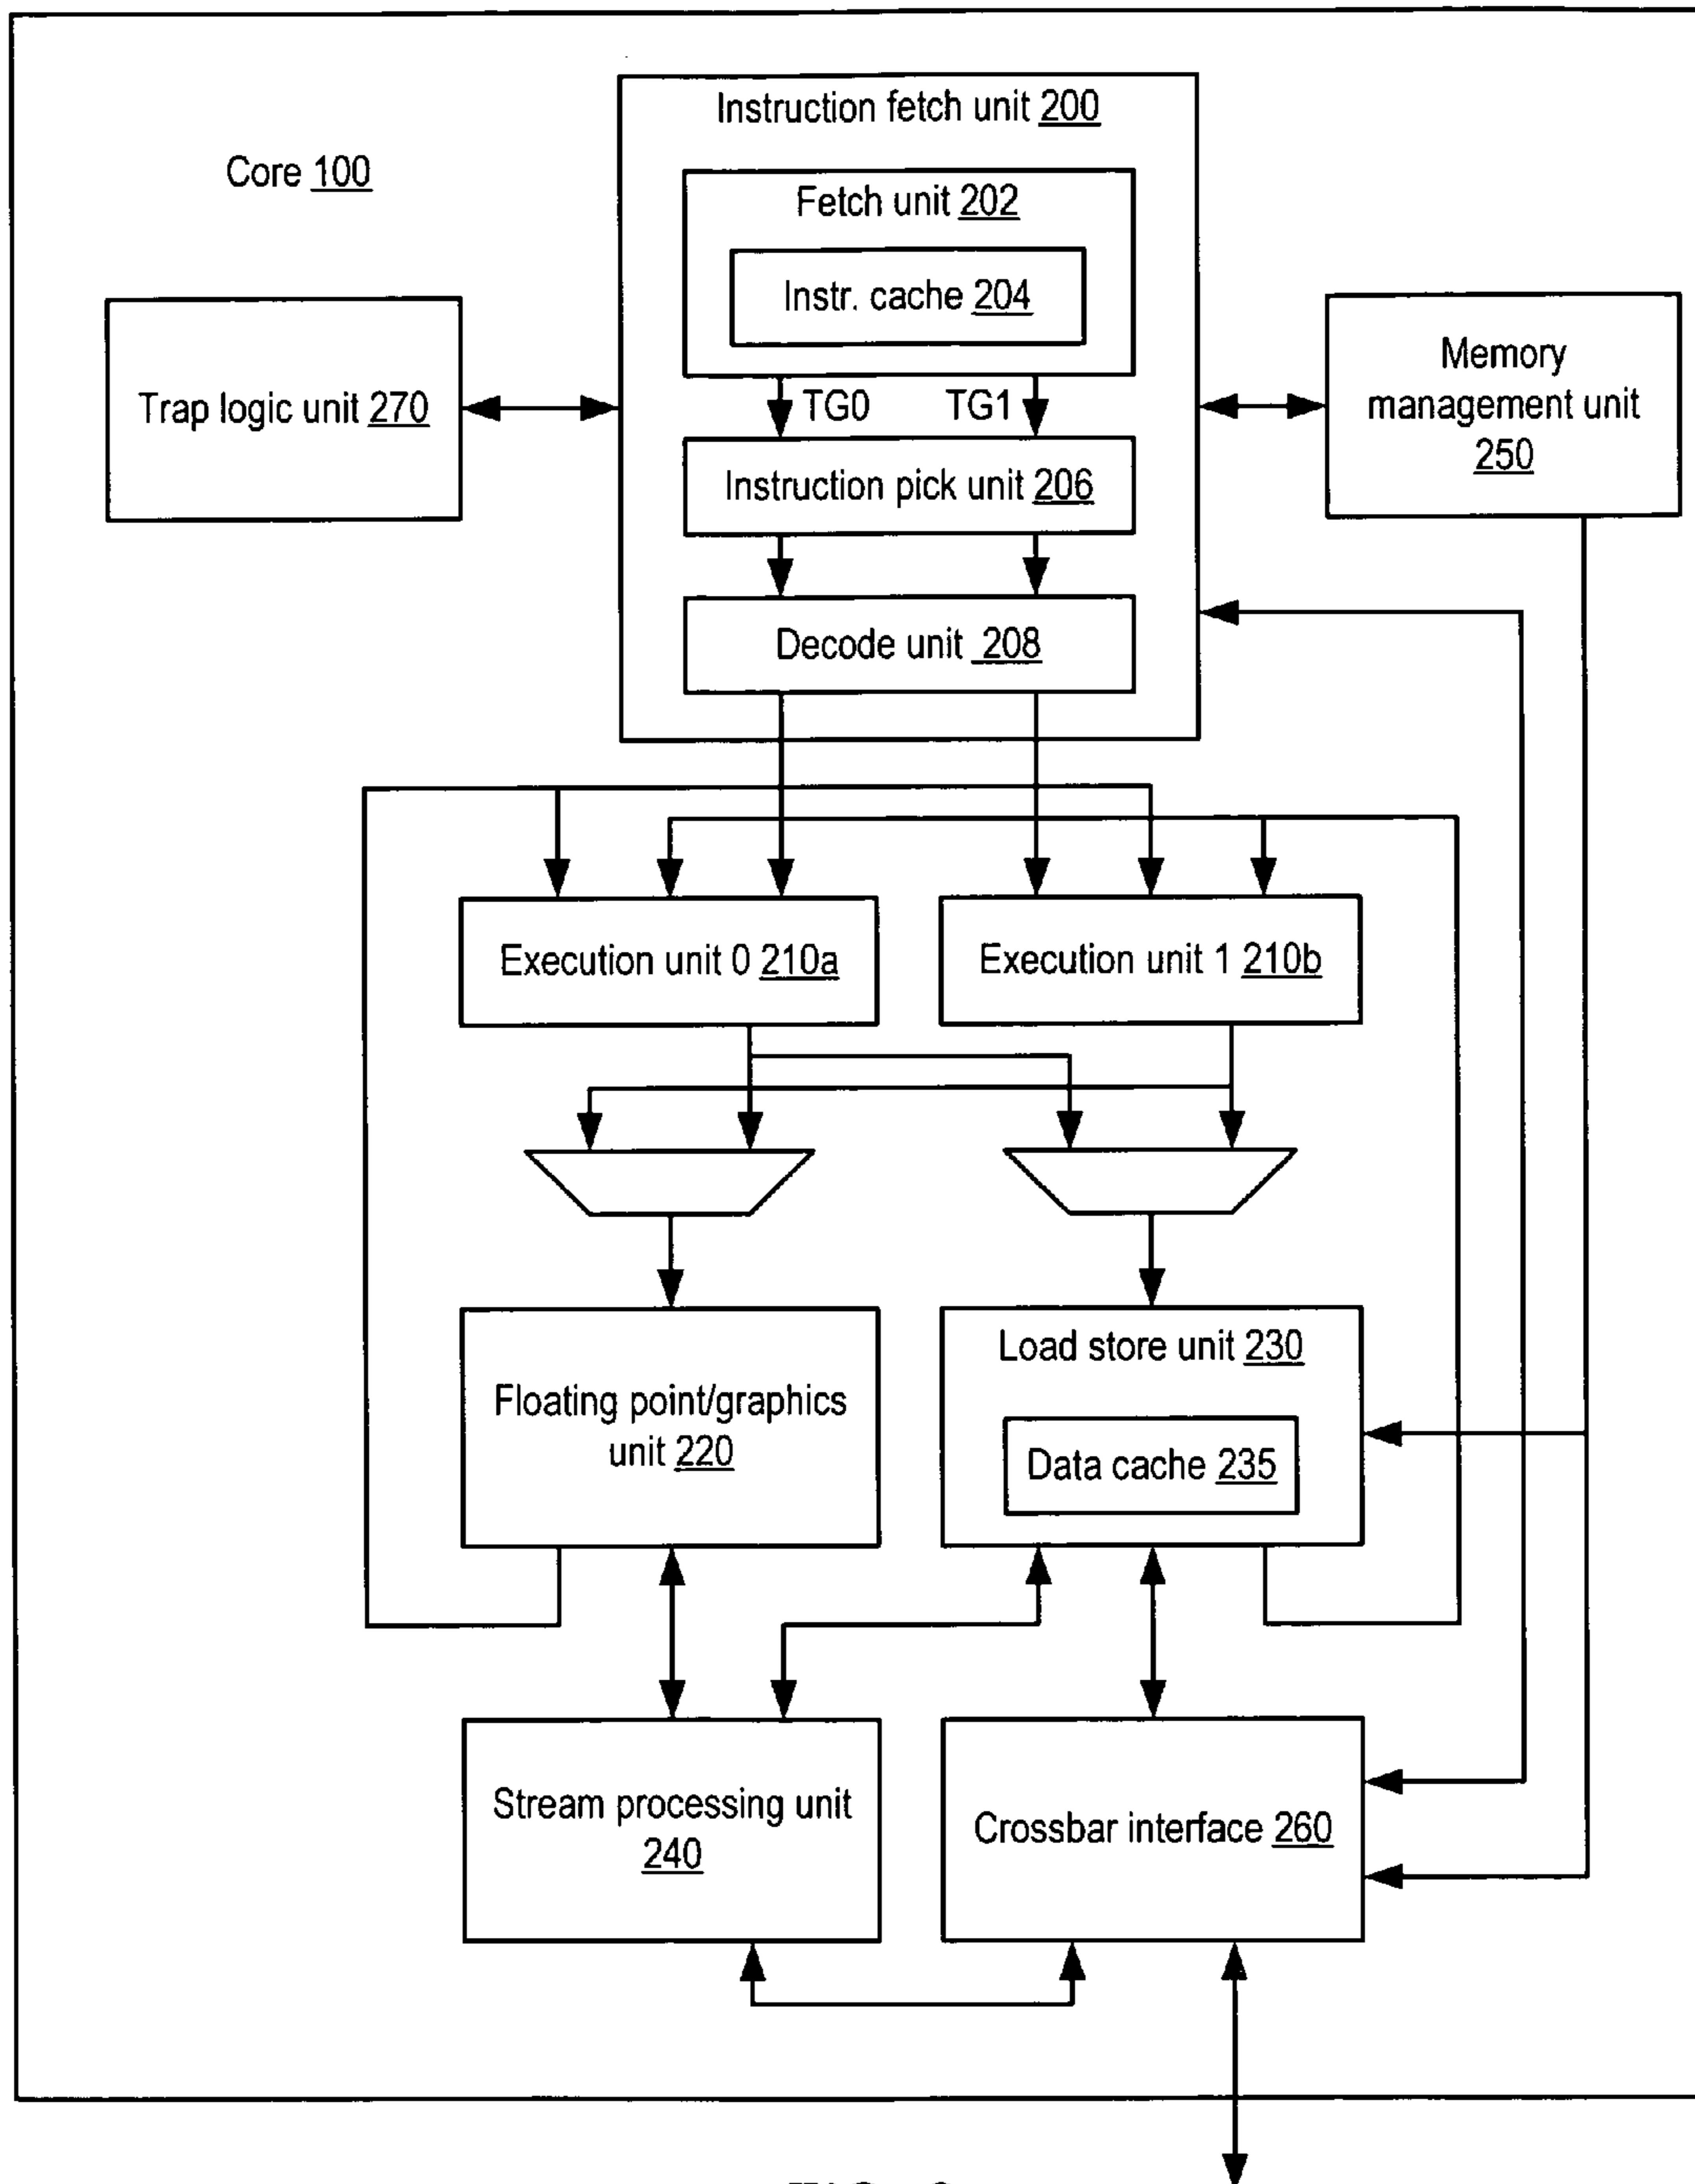 Instruction fetch unit 200
Core 100
Fetch unit 202
Instr. cache 204
Trap logic unit 270
Memory
management unit
250
TG0
TG1
Instruction pick unit 206
Decode unit 208
Execution unit 0 210a
Execution unit 1 210b
Load store unit 230
Floating point/graphics
unit 220
Data cache 235
Stream processing unit
240
Crossbar interface 260